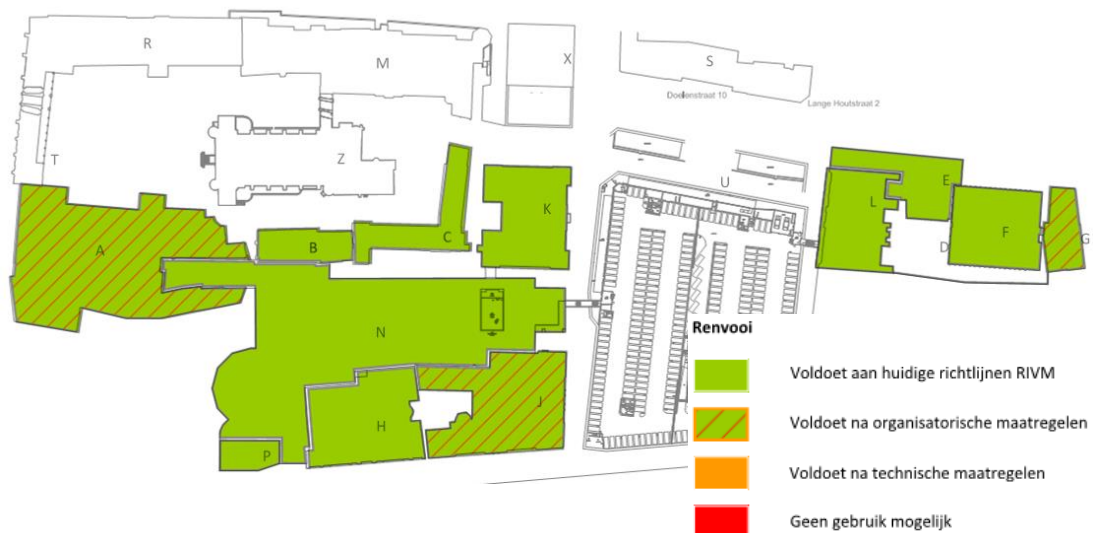 R
M
X
S
Doelenstraat 10
Lange Houtstraat 2
T
Z
U
E
K
L
C
B
A
D
F
G
N
J
H
P
Renvooi
Voldoet aan huidige richtlijnen RIVM
Voldoet na organisatorische maatregelen
Voldoet na technische maatregelen
Geen gebruik mogelijk